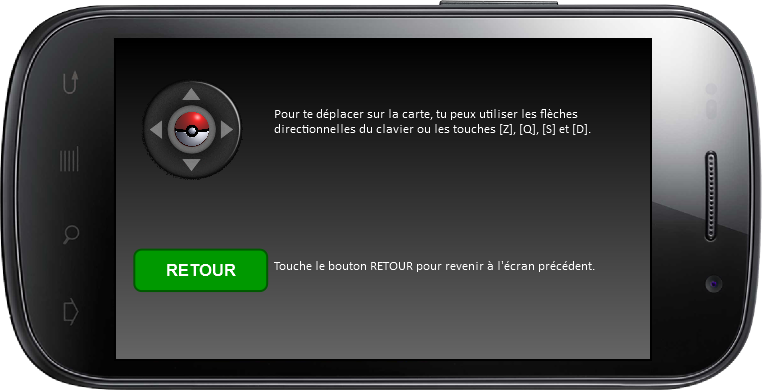 Pour te déplacer sur la carte, tu peux utiliser les flèches
directionnelles du clavier ou les touches [Z], [Q], [S] et [D].
RETOUR
Touche le bouton RETOUR pour revenir à l'écran précédent.